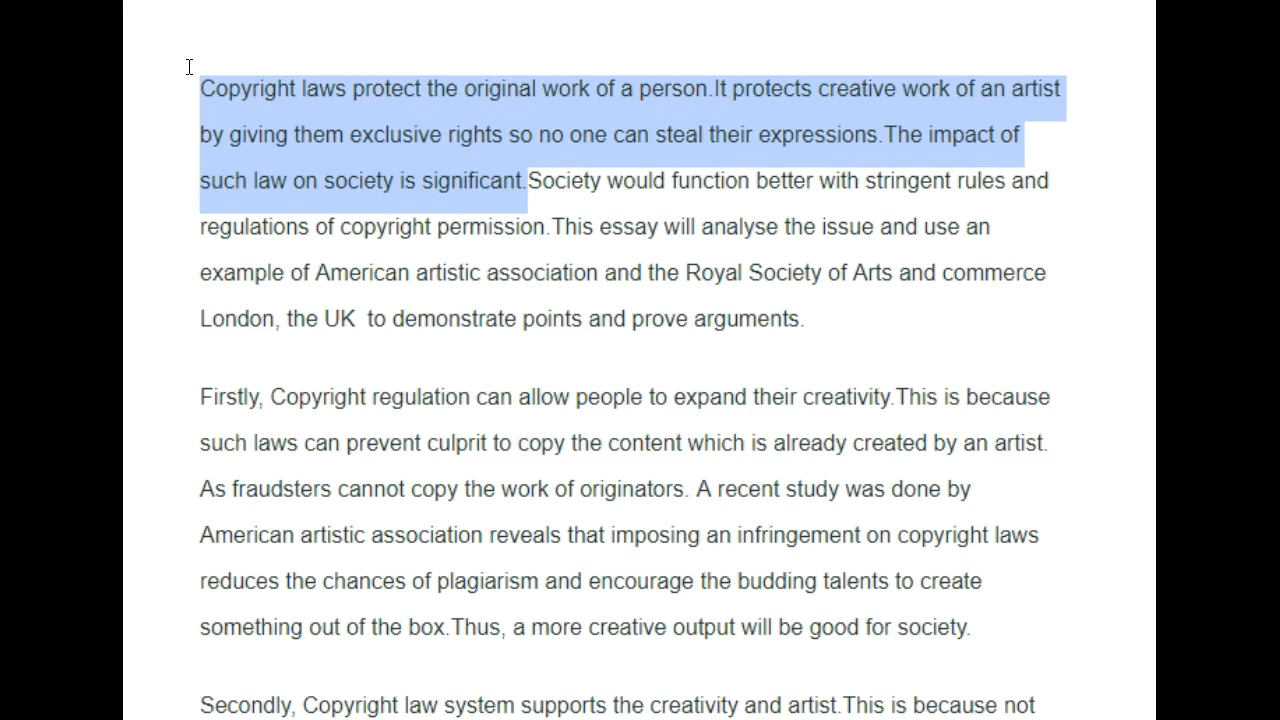 Copyright laws protect the original work of a person.It protects creative work of an artist
by giving them exclusive rights so no one can steal their expressions.The impact of
such law on society is significant.Society would function better with stringent rules and
regulations of copyright permission.This essay will analyse the issue and use an
example of American artistic association and the Royal Society of Arts and commerce
London, the UK  to demonstrate points and prove arguments.
Firstly, Copyright regulation can allow people to expand their creativity.This is because
such laws can prevent culprit to copy the content which is already created by an artist.
As fraudsters cannot copy the work of originators. A recent study was done by
American artistic association reveals that imposing an infringement on copyright laws
reduces the chances of plagiarism and encourage the budding talents to create
something out of the box.Thus, a more creative output will be good for society.
Secondly, Copyright law system supports the creativity and artist.This is because not